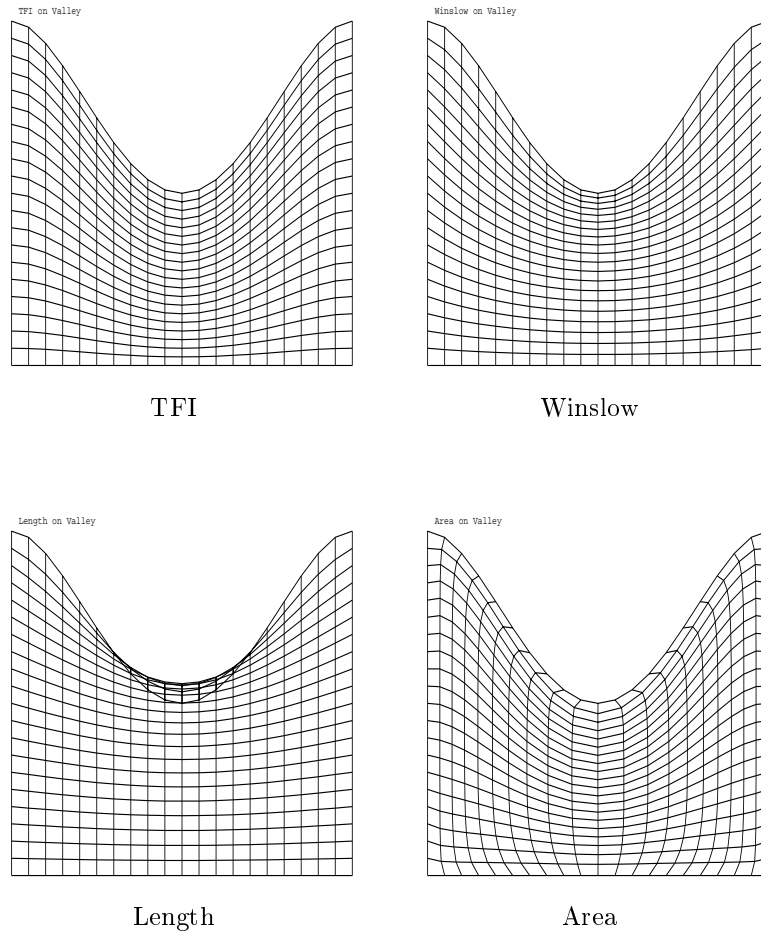 TFI on Valley
Winslow on Valley
TFI
Winslow
Length on Valley
Area on Valley
Length
Area